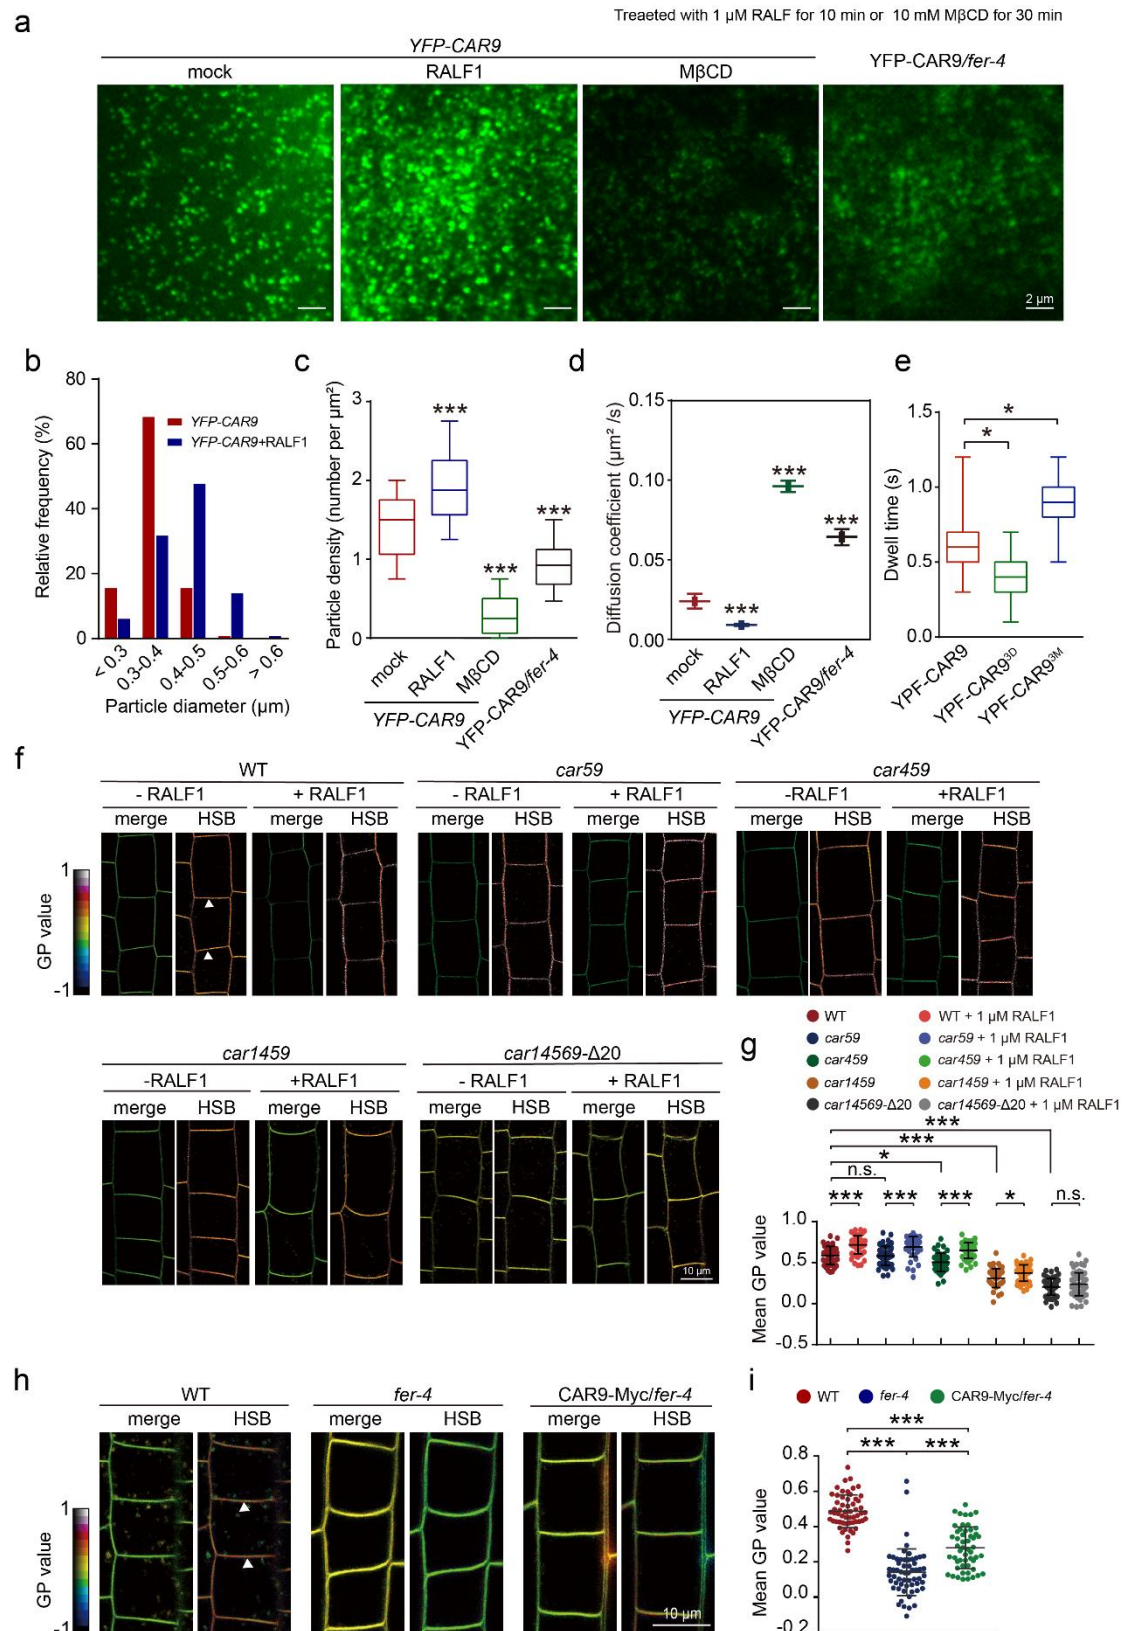 Treaeted with 1 µM RALF for 10 min or 10 mM MβCD for 30 min
a
YFP-CAR9
YFP-CAR9/fer-4
mock RALF1 MβCD
2 µm
b
Relative frequency (%)
80
60
40
20
0
YFP-CAR9
YFP-CAR9+RALF1
< 0.3 0.3-0.4 0.4-0.5 0.5-0.6 > 0.6
Particle diameter (µm)
c
Particle density (number per µm²)
3
2
1
0
***
***
***
mock RALF1 MβCD YFP-CAR9/fer-4
YFP-CAR9
d
Diffusion coefficient (µm² /s)
0.15
0.10
0.05
0.00
***
***
***
mock RALF1 MβCD YFP-CAR9/fer-4
YFP-CAR9
e
Dwell time (s)
1.5
1.0
0.5
0.0
*
*
YPF-CAR9 YPF-CAR9³ᴰ YPF-CAR9³ᴹ
f
WT car59 car459
- RALF1 + RALF1 - RALF1 + RALF1 -RALF1 +RALF1
merge HSB merge HSB merge HSB merge HSB merge HSB merge HSB
1
GP value
-1
car1459 car14569-Δ20
-RALF1 +RALF1 - RALF1 + RALF1
merge HSB merge HSB merge HSB merge HSB
10 µm
g
WT WT + 1 µM RALF1
car59 car59 + 1 µM RALF1
car459 car459 + 1 µM RALF1
car1459 car1459 + 1 µM RALF1
car14569-Δ20 car14569-Δ20 + 1 µM RALF1
***
***
*
n.s.
*** *** *** * n.s.
Mean GP value
1.0
0.5
0.0
-0.5
h
WT fer-4 CAR9-Myc/fer-4
merge HSB merge HSB merge HSB
1
GP value
-1
10 µm
i
WT fer-4 CAR9-Myc/fer-4
***
*** ***
Mean GP value
0.8
0.6
0.4
0.2
0.0
-0.2